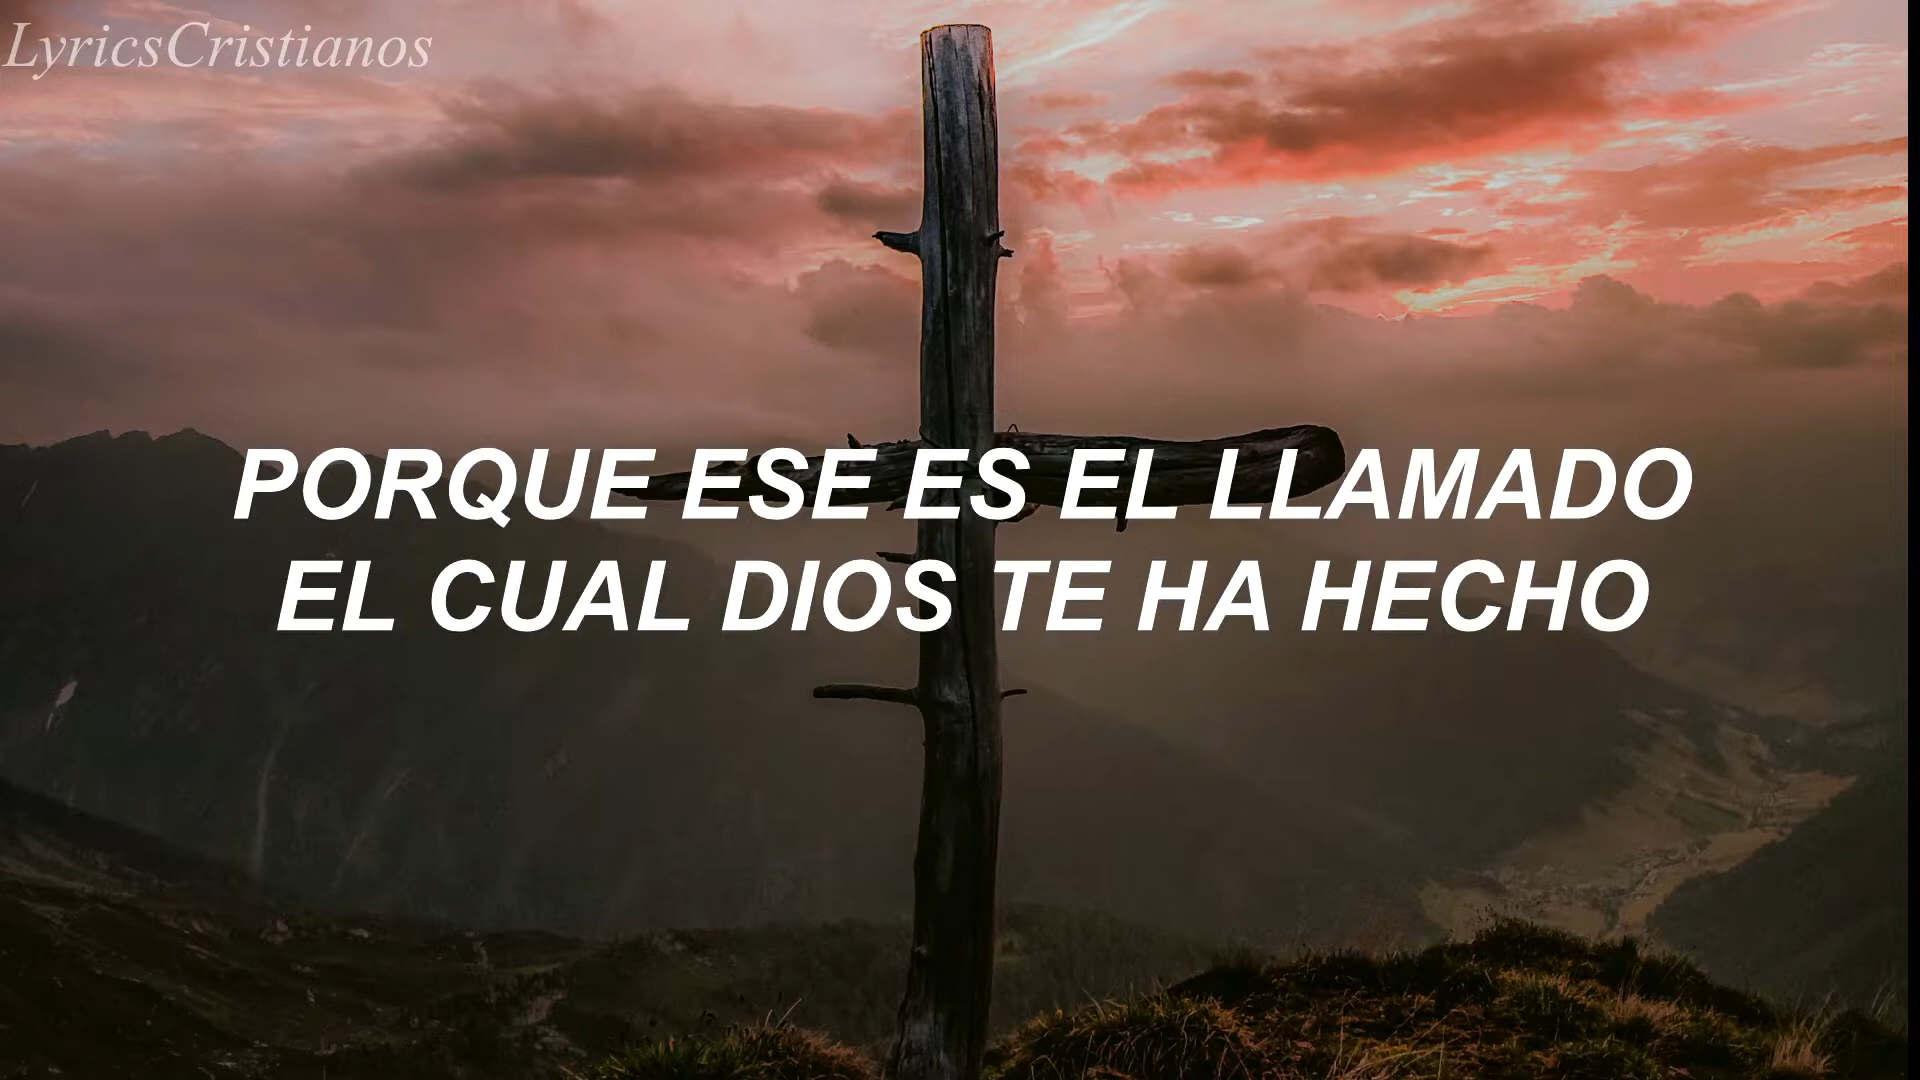 LyricsCristianos
PORQUE ESE ES EL LLAMADO
EL CUAL DIOS TE HA HECHO